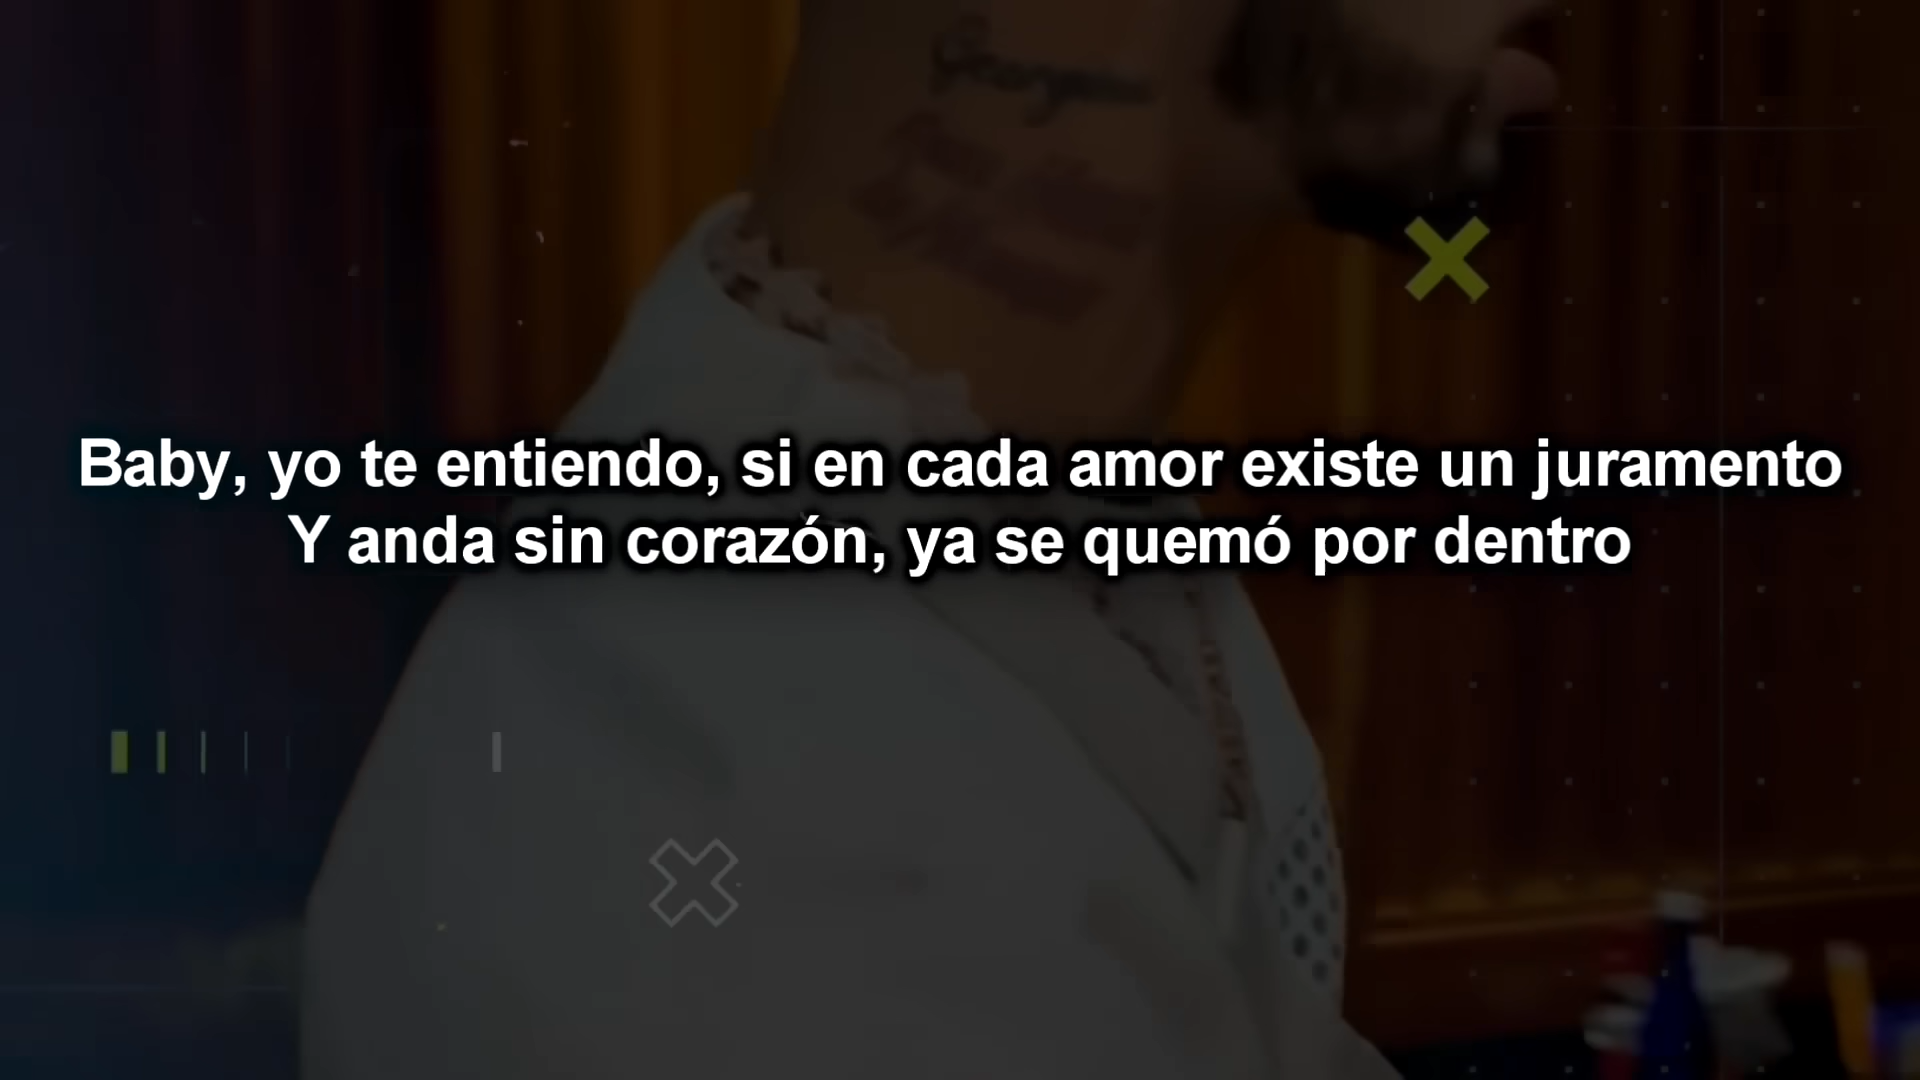 Baby, yo te entiendo, si en cada amor existe un juramento
Y anda sin corazón, ya se quemó por dentro